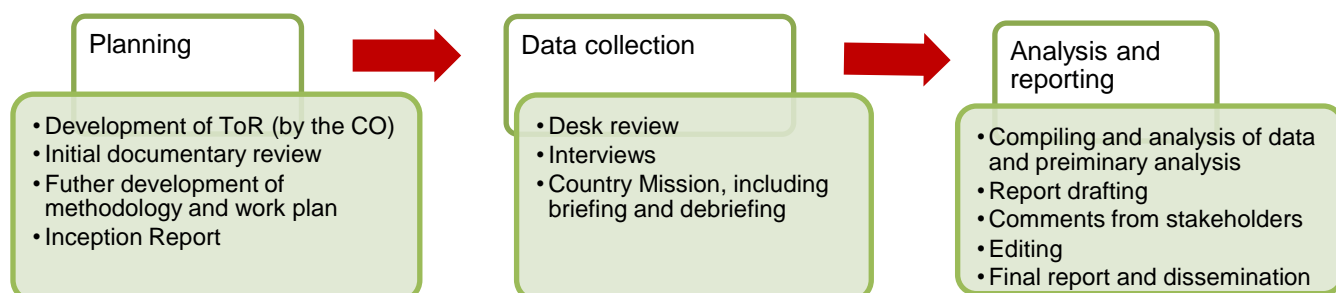 Planning
• Development of ToR (by the CO)
• Initial documentary review
• Futher development of
methodology and work plan
• Inception Report
Data collection
• Desk review
• Interviews
• Country Mission, including
briefing and debriefing
Analysis and
reporting
• Compiling and analysis of data
and preiminary analysis
• Report drafting
• Comments from stakeholders
• Editing
• Final report and dissemination